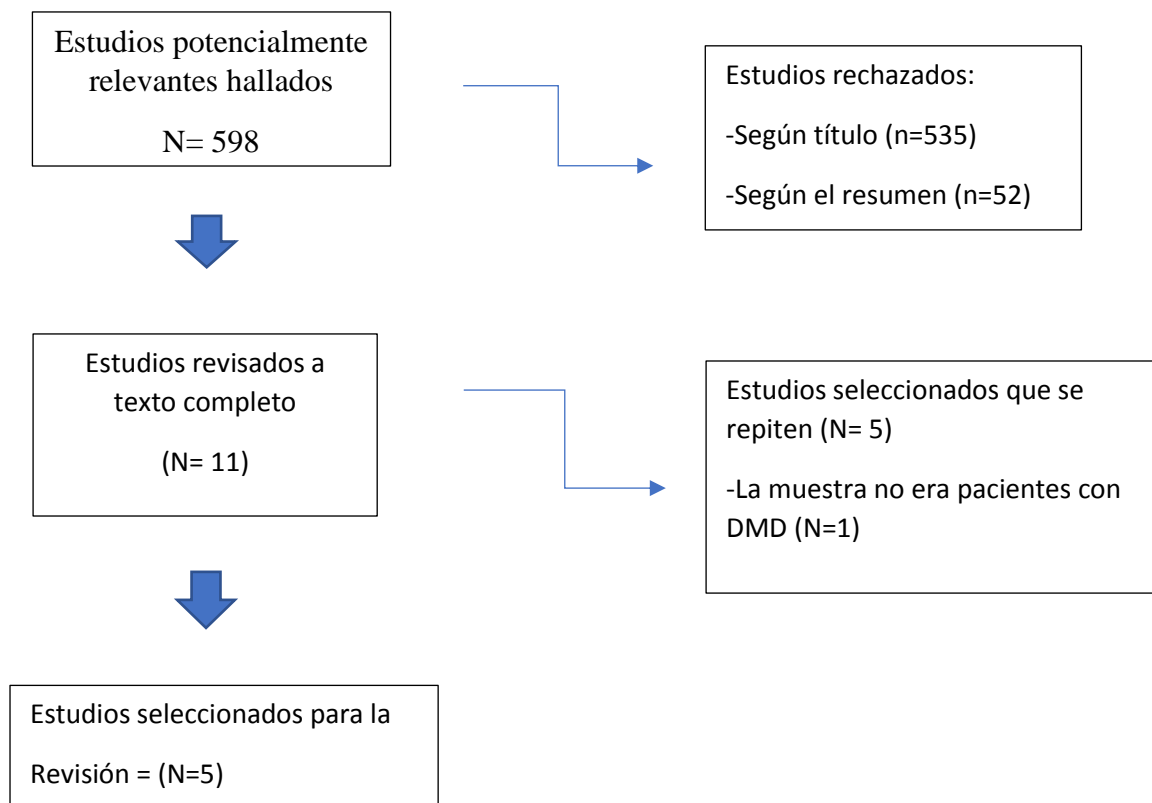 Estudios potencialmente
relevantes hallados
N= 598
Estudios rechazados:
-Según título (n=535)
-Según el resumen (n=52)
Estudios revisados a
texto completo
(N= 11)
Estudios seleccionados que se
repiten (N= 5)
-La muestra no era pacientes con
DMD (N=1)
Estudios seleccionados para la
Revisión = (N=5)